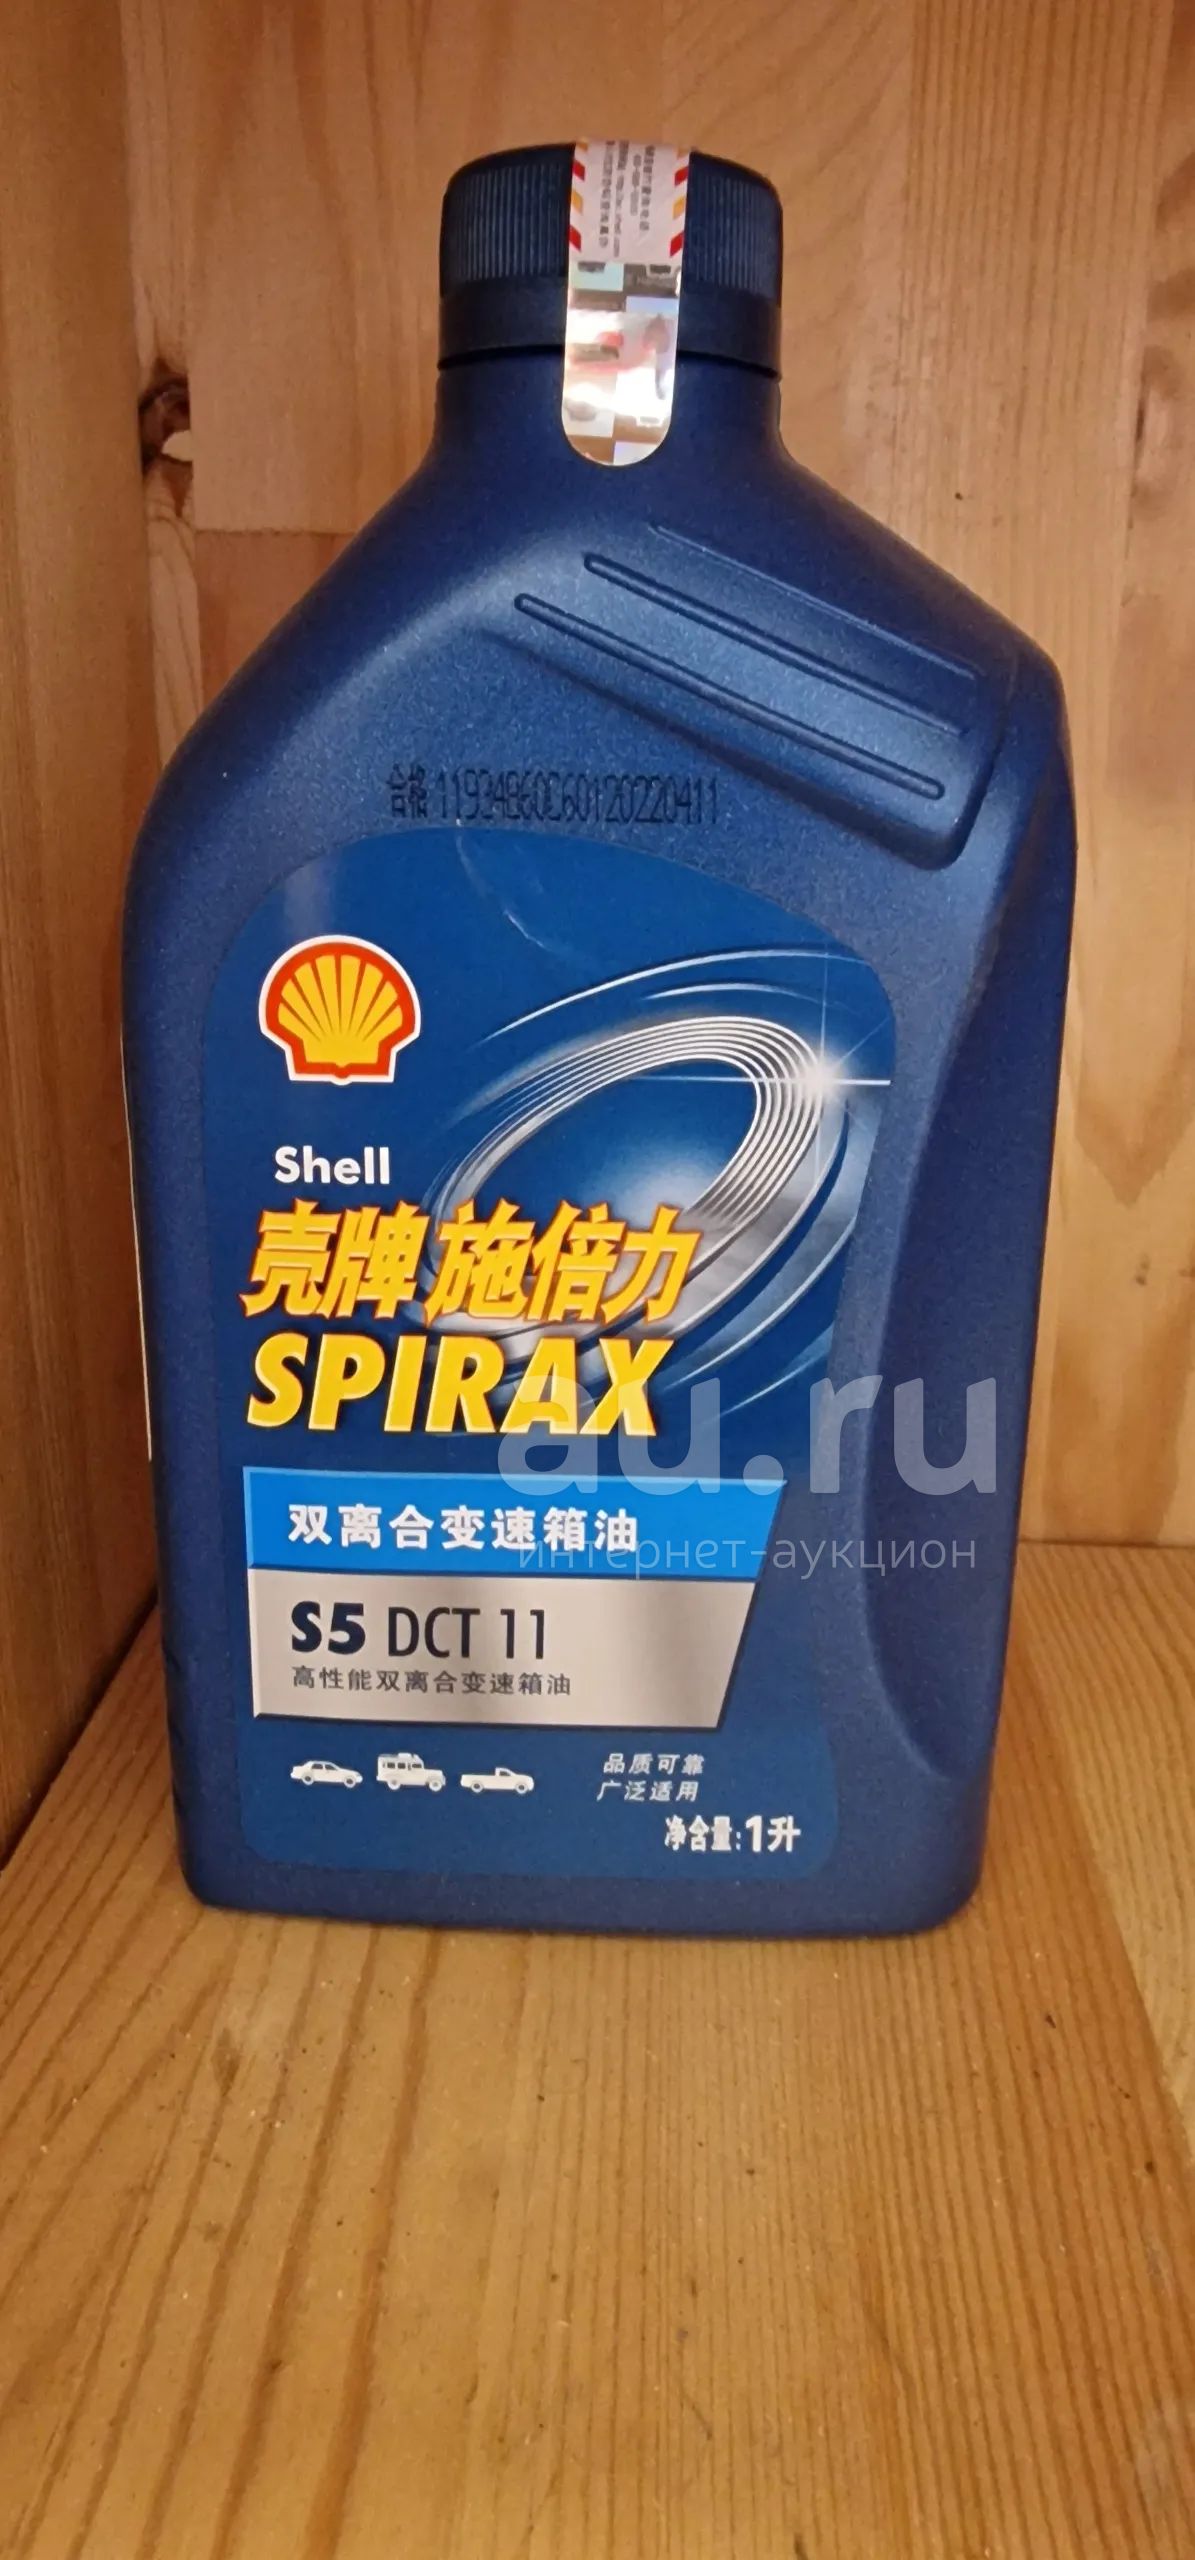 合格 11934860C60120220411
Shell
壳牌 施倍力
SPIRAX
au.ru
双离合变速箱油
интернет-аукцион
S5 DCT 11
高性能双离合变速箱油
品质可靠
广泛适用
净含量:1升